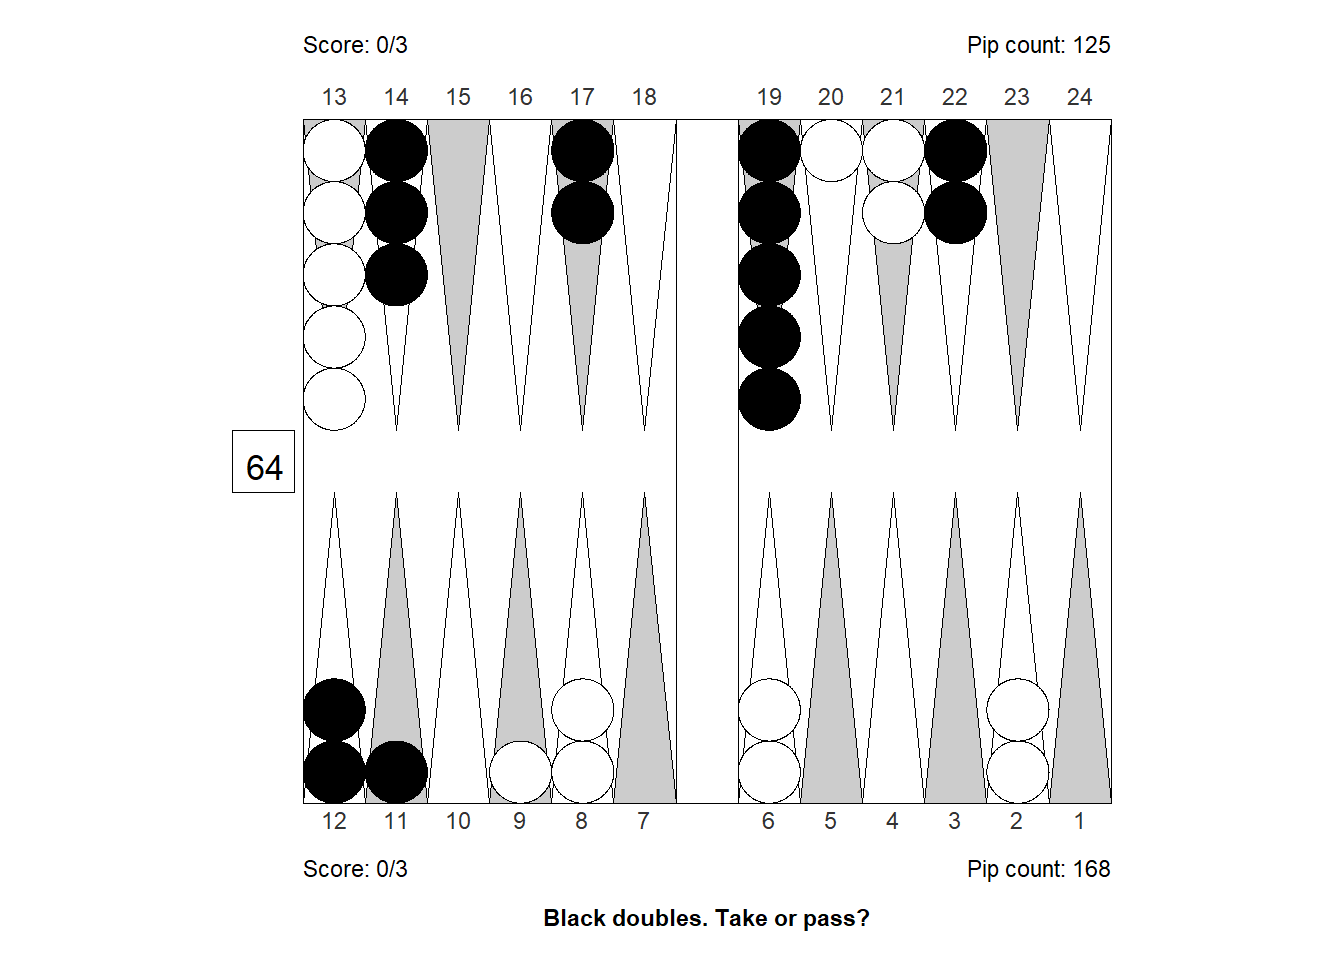 Score: 0/3 Pip count: 125
13 14 15 16 17 18 19 20 21 22 23 24
64
12 11 10 9 8 7 6 5 4 3 2 1
Score: 0/3 Pip count: 168
Black doubles. Take or pass?